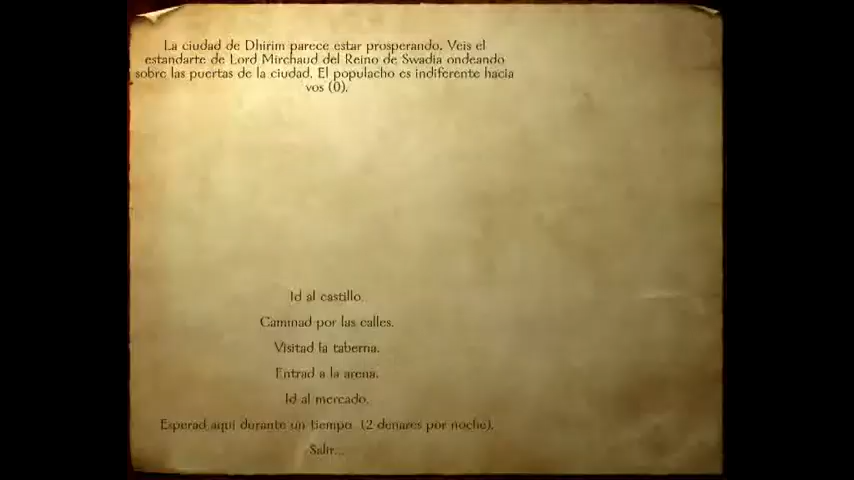 La ciudad de Dhirim parece estar prosperando. Veis el
estandarte de Lord Mirchaud del Reino de Swadia ondeando
sobre las puertas de la ciudad. El populacho es indiferente hacia
vos (0).
Id al castillo.
Caminad por las calles.
Visitad la taberna.
Entrad a la arena.
Id al mercado.
Esperad aquí durante un tiempo. (2 denares por noche).
Salir...